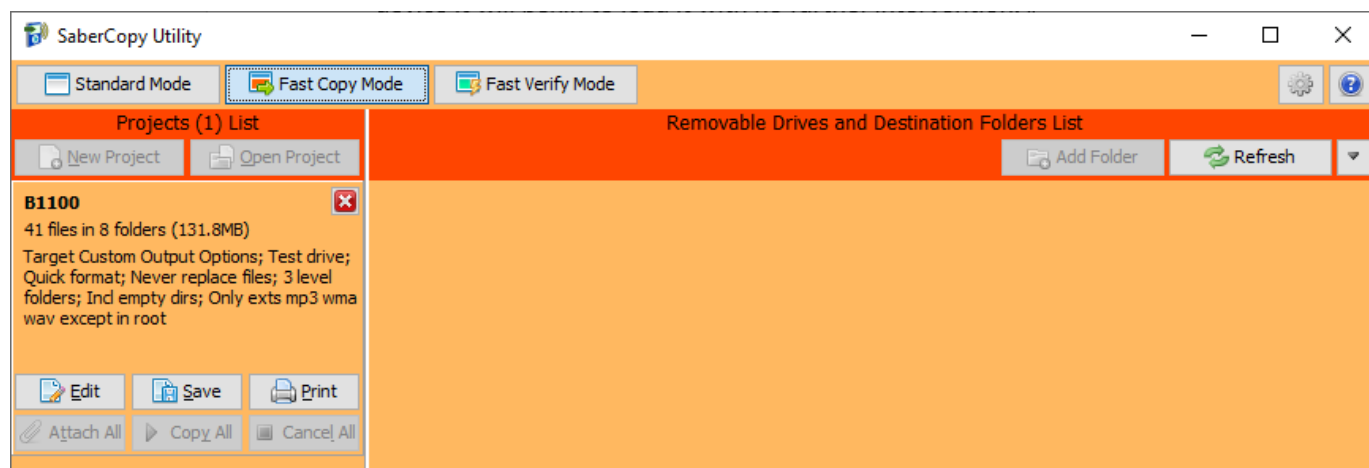 SaberCopy Utility
Standard Mode Fast Copy Mode Fast Verify Mode
Projects (1) List
Removable Drives and Destination Folders List
New Project Open Project
Add Folder Refresh
B1100
41 files in 8 folders (131.8MB)
Target Custom Output Options; Test drive;
Quick format; Never replace files; 3 level
folders; Incl empty dirs; Only exts mp3 wma
wav except in root
Edit Save Print
Attach All Copy All Cancel All